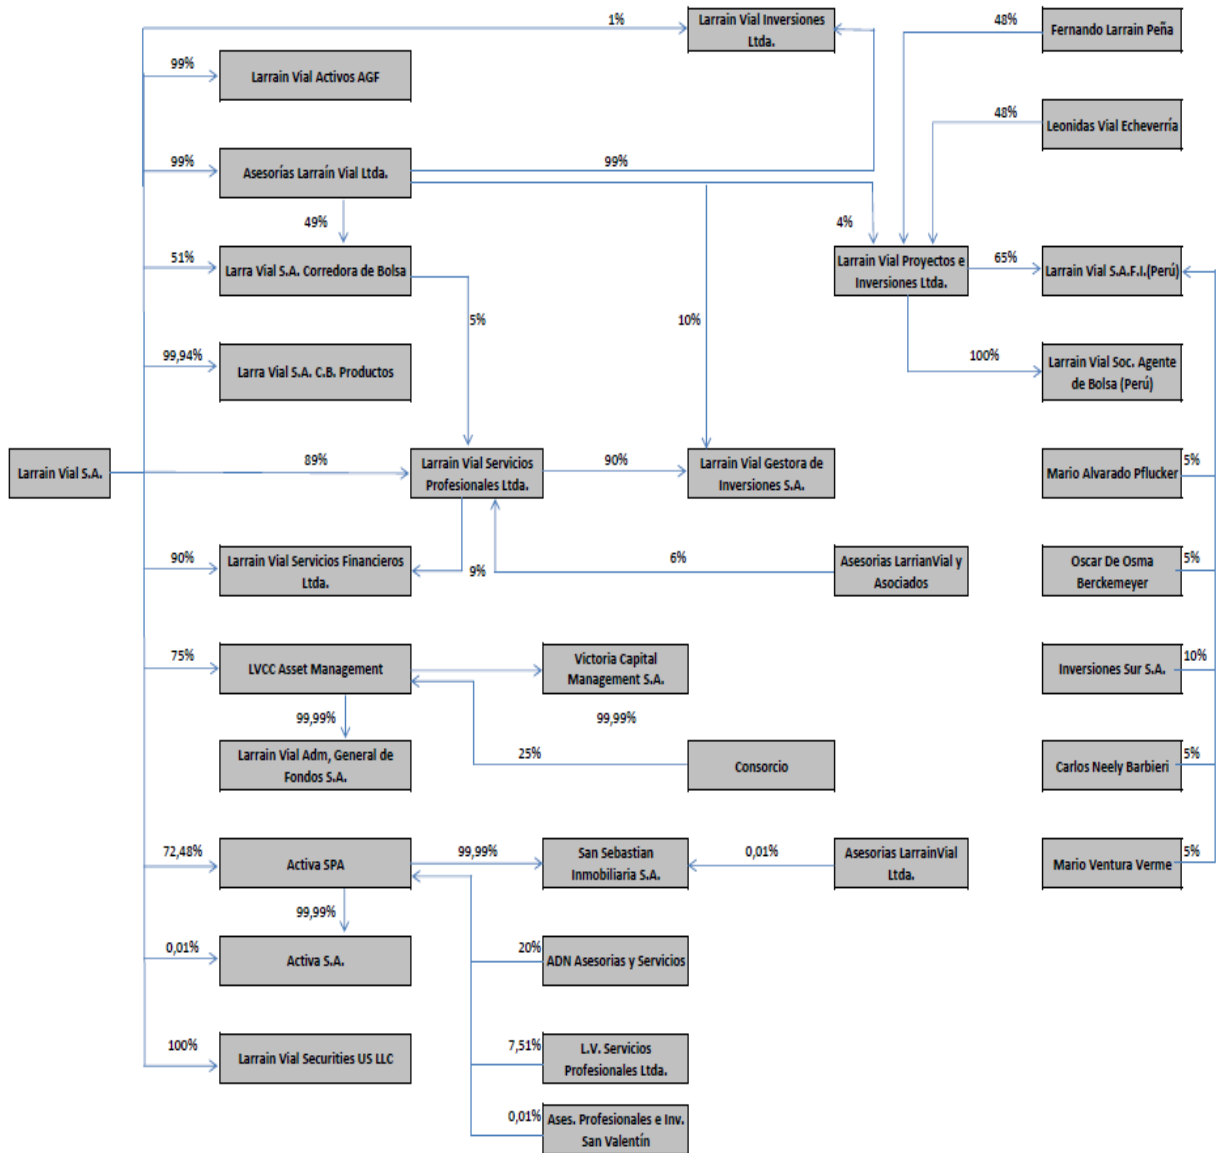 1%
Larrain Vial Inversiones
Ltda.
48%
Fernando Larrain Peña
99%
Larrain Vial Activos AGF
48%
Leonidas Vial Echeverría
99%
Asesorías Larraín Vial Ltda.
99%
49%
4%
51%
Larra Vial S.A. Corredora de Bolsa
Larrain Vial Proyectos e
Inversiones Ltda.
65%
Larrain Vial S.A.F.I.(Perú)
5%
10%
99,94%
Larra Vial S.A. C.B. Productos
100%
Larrain Vial Soc. Agente
de Bolsa (Perú)
Larrain Vial S.A.
89%
Larrain Vial Servicios
Profesionales Ltda.
90%
Larrain Vial Gestora de
Inversiones S.A.
Mario Alvarado Pflucker
5%
90%
Larrain Vial Servicios Financieros
Ltda.
9%
6%
Asesorias LarrianVial y
Asociados
Oscar De Osma
Berckemeyer
5%
75%
LVCC Asset Management
Victoria Capital
Management S.A.
Inversiones Sur S.A.
10%
99,99%
99,99%
Larrain Vial Adm, General de
Fondos S.A.
25%
Consorcio
Carlos Neely Barbieri
5%
72,48%
Activa SPA
99,99%
San Sebastian
Inmobiliaria S.A.
0,01%
Asesorias LarrainVial
Ltda.
Mario Ventura Verme
5%
99,99%
0,01%
Activa S.A.
20%
ADN Asesorias y Servicios
100%
Larrain Vial Securities US LLC
7,51%
L.V. Servicios
Profesionales Ltda.
0,01%
Ases. Profesionales e Inv.
San Valentín